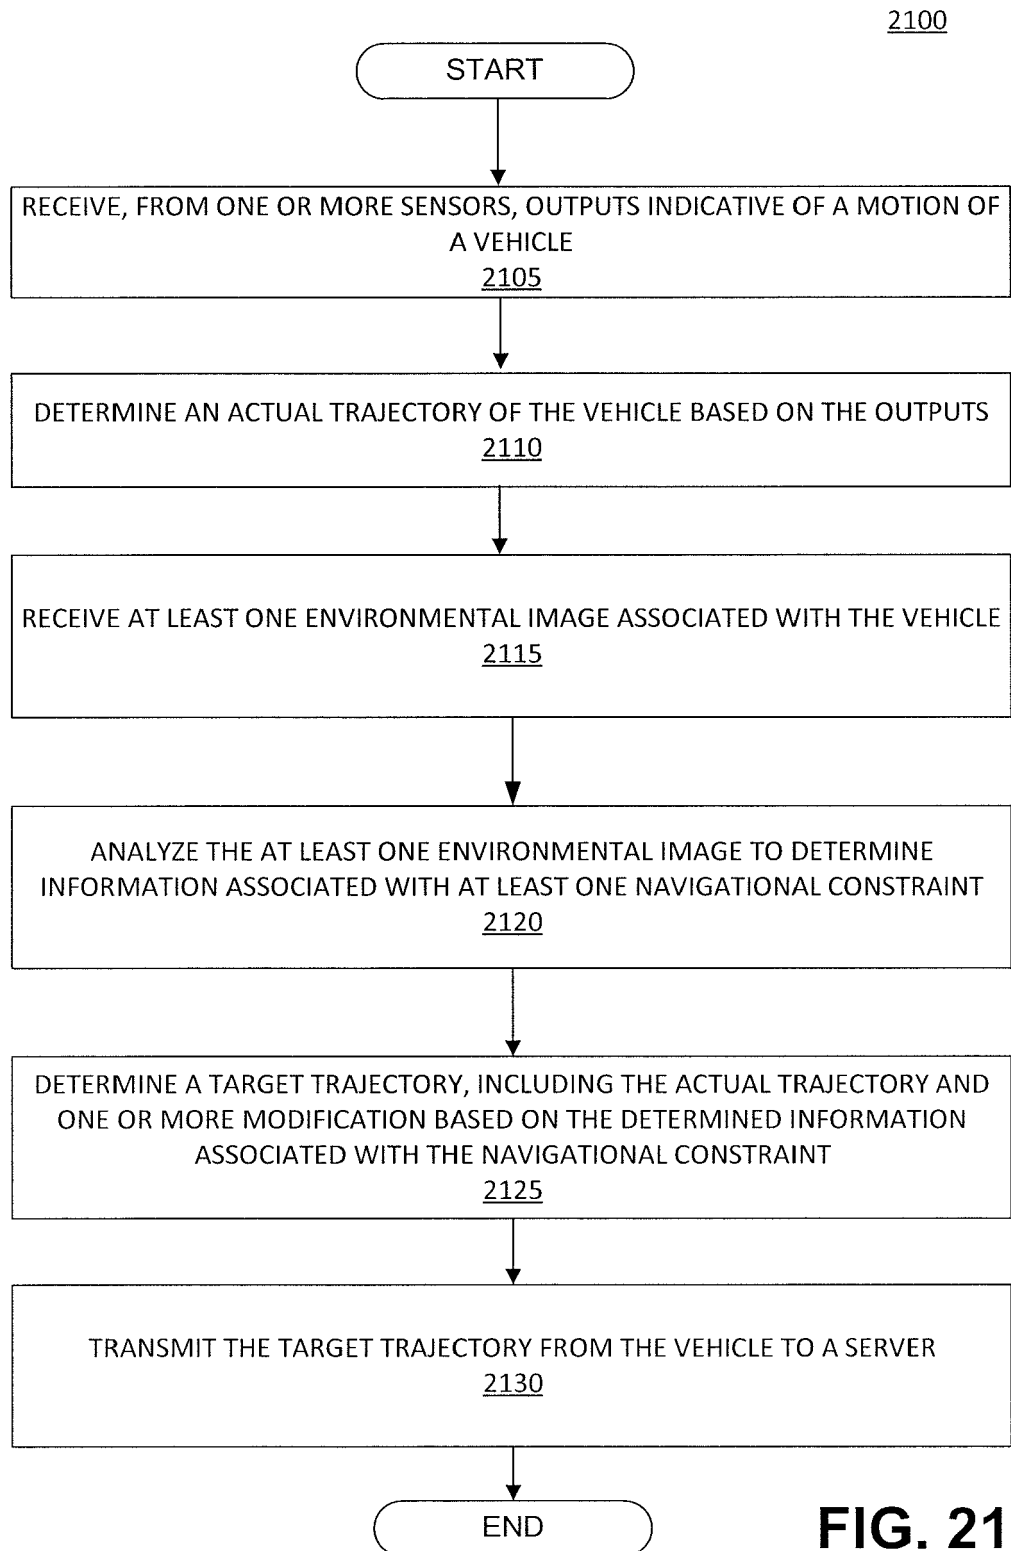 2100
START
RECEIVE, FROM ONE OR MORE SENSORS, OUTPUTS INDICATIVE OF A MOTION OF
A VEHICLE
2105
DETERMINE AN ACTUAL TRAJECTORY OF THE VEHICLE BASED ON THE OUTPUTS
2110
RECEIVE AT LEAST ONE ENVIRONMENTAL IMAGE ASSOCIATED WITH THE VEHICLE
2115
ANALYZE THE AT LEAST ONE ENVIRONMENTAL IMAGE TO DETERMINE
INFORMATION ASSOCIATED WITH AT LEAST ONE NAVIGATIONAL CONSTRAINT
2120
DETERMINE A TARGET TRAJECTORY, INCLUDING THE ACTUAL TRAJECTORY AND
ONE OR MORE MODIFICATION BASED ON THE DETERMINED INFORMATION
ASSOCIATED WITH THE NAVIGATIONAL CONSTRAINT
2125
TRANSMIT THE TARGET TRAJECTORY FROM THE VEHICLE TO A SERVER
2130
END
FIG. 21